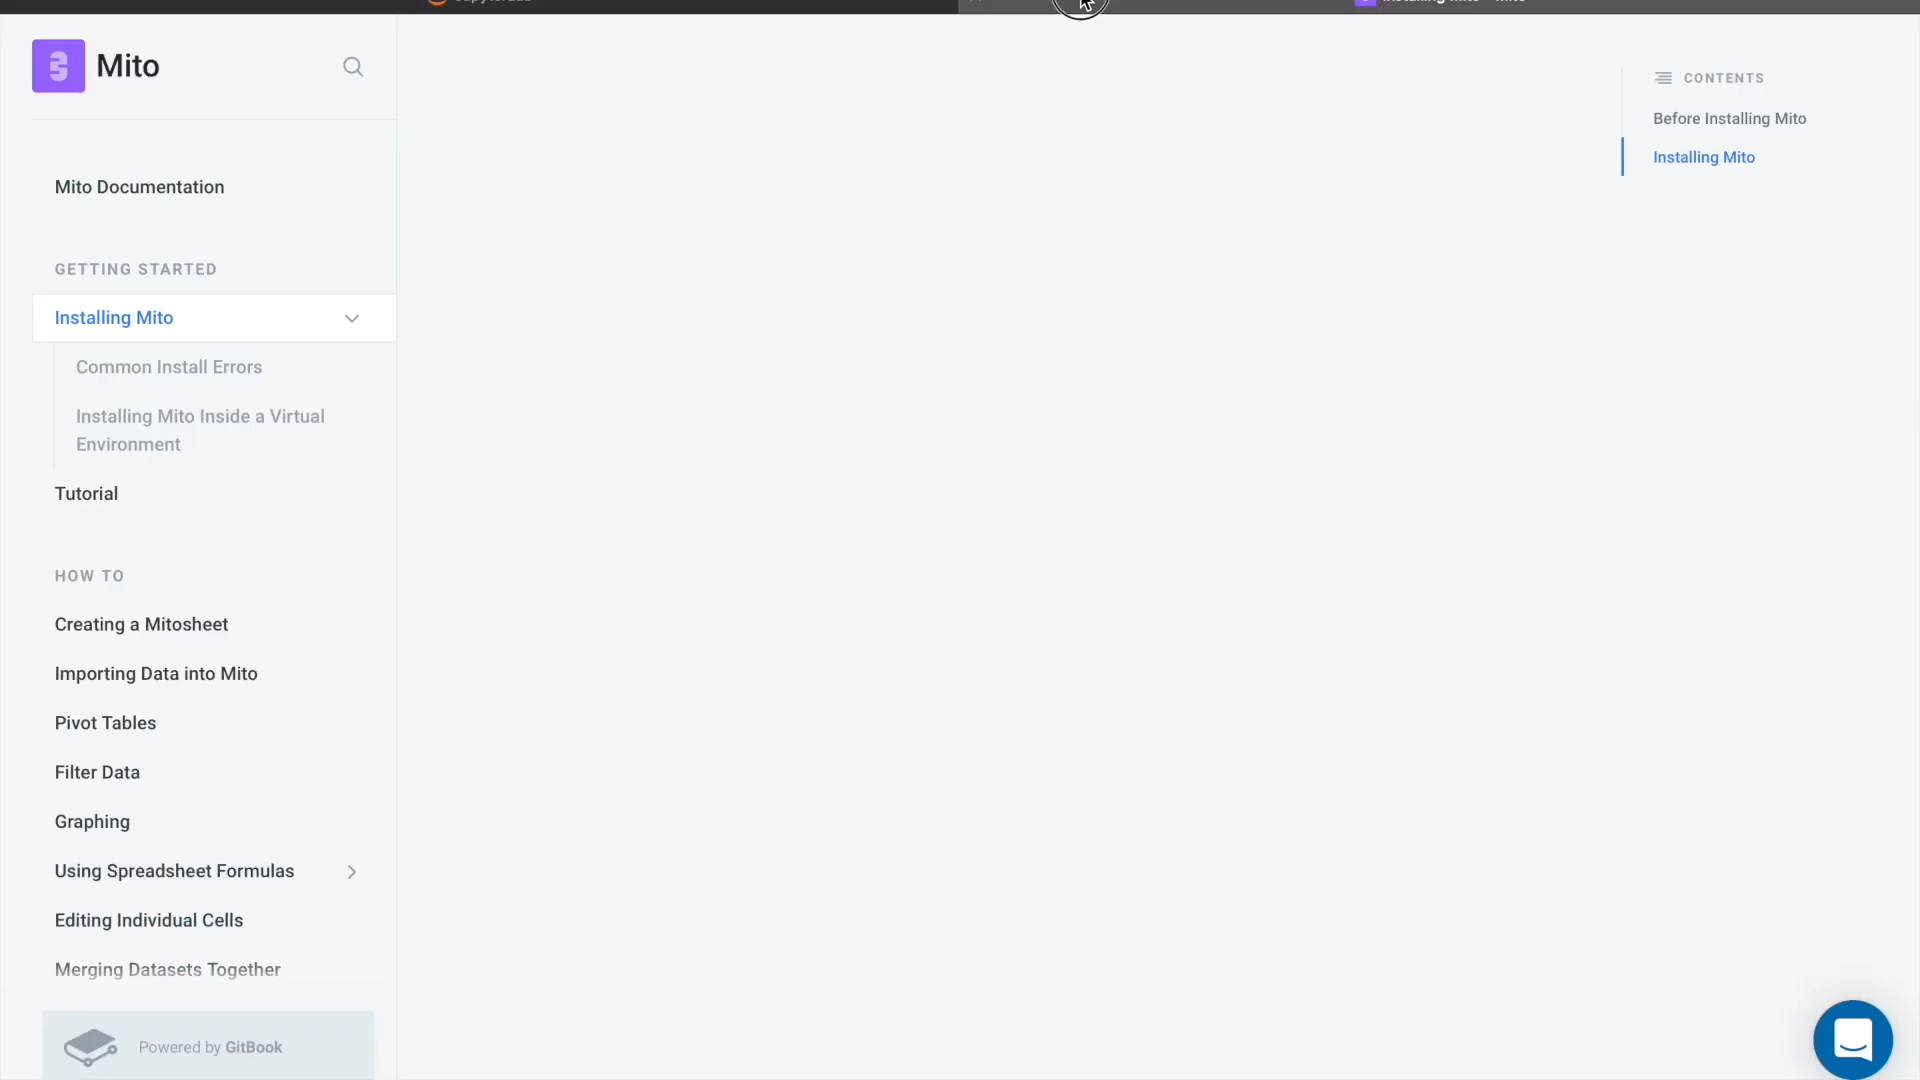 Mito
Mito Documentation
GETTING STARTED
Installing Mito
Common Install Errors
Installing Mito Inside a Virtual
Environment
Tutorial
HOW TO
Creating a Mitosheet
Importing Data into Mito
Pivot Tables
Filter Data
Graphing
Using Spreadsheet Formulas
Editing Individual Cells
Merging Datasets Together
Powered by GitBook
CONTENTS
Before Installing Mito
Installing Mito